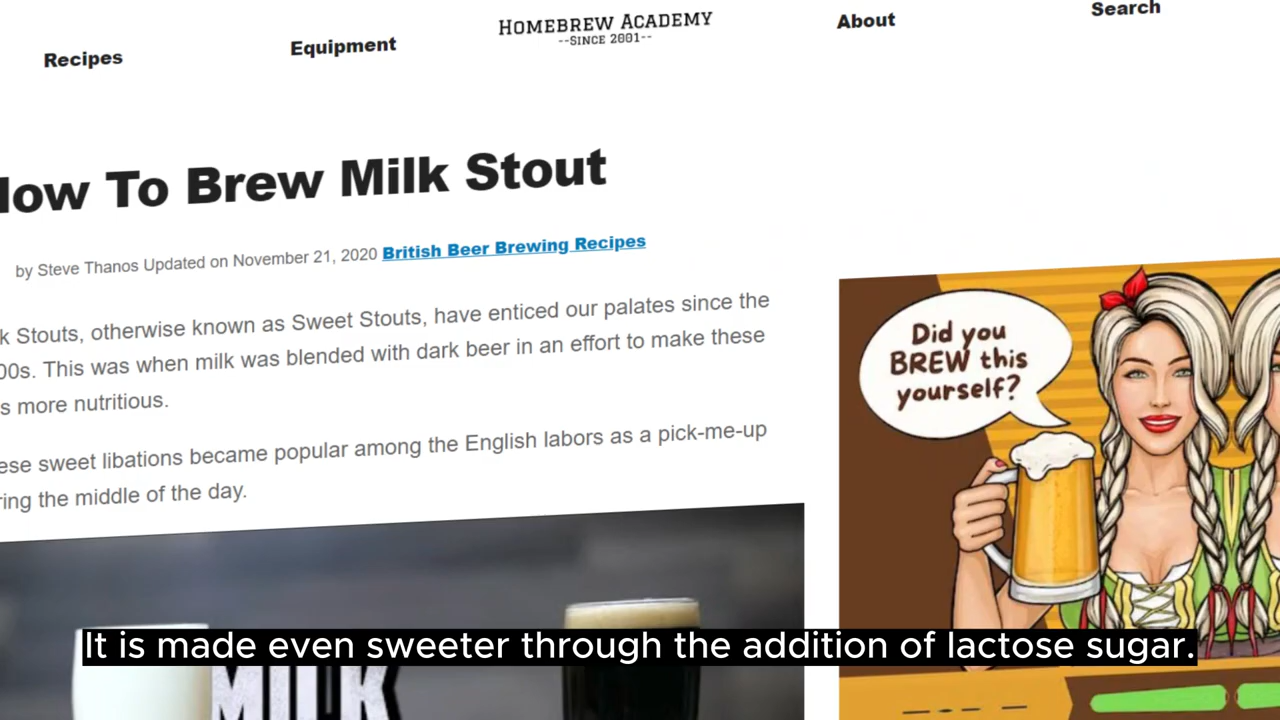 Recipes
Equipment
HOMEBREW ACADEMY
--SINCE 2001--
About
Search
How To Brew Milk Stout
by Steve Thanos Updated on November 21, 2020 British Beer Brewing Recipes
k Stouts, otherwise known as Sweet Stouts, have enticed our palates since the
00s. This was when milk was blended with dark beer in an effort to make these
s more nutritious.
ese sweet libations became popular among the English labors as a pick-me-up
ring the middle of the day.
Did you
BREW this
yourself?
MILK
It is made even sweeter through the addition of lactose sugar.